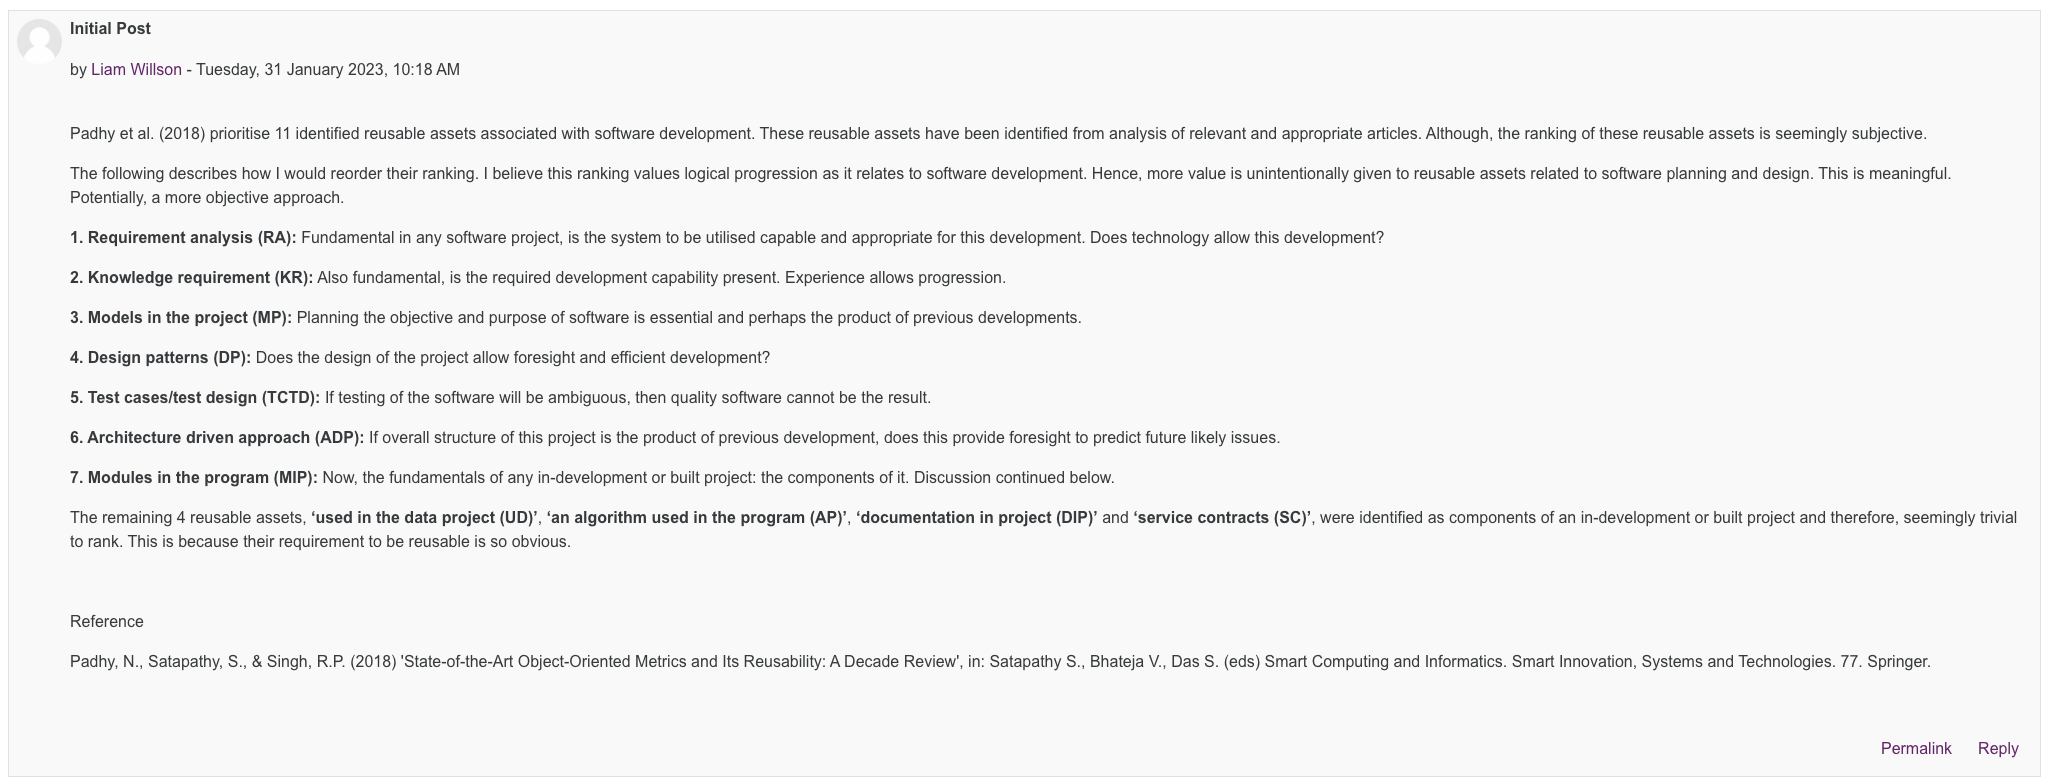 Initial Post
by Liam Willson - Tuesday, 31 January 2023, 10:18 AM
Padhy et al. (2018) prioritise 11 identified reusable assets associated with software development. These reusable assets have been identified from analysis of relevant and appropriate articles. Although, the ranking of these reusable assets is seemingly subjective.
The following describes how I would reorder their ranking. I believe this ranking values logical progression as it relates to software development. Hence, more value is unintentionally given to reusable assets related to software planning and design. This is meaningful.
Potentially, a more objective approach.
1. Requirement analysis (RA): Fundamental in any software project, is the system to be utilised capable and appropriate for this development. Does technology allow this development?
2. Knowledge requirement (KR): Also fundamental, is the required development capability present. Experience allows progression.
3. Models in the project (MP): Planning the objective and purpose of software is essential and perhaps the product of previous developments.
4. Design patterns (DP): Does the design of the project allow foresight and efficient development?
5. Test cases/test design (TCTD): If testing of the software will be ambiguous, then quality software cannot be the result.
6. Architecture driven approach (ADP): If overall structure of this project is the product of previous development, does this provide foresight to predict future likely issues.
7. Modules in the program (MIP): Now, the fundamentals of any in-development or built project: the components of it. Discussion continued below.
The remaining 4 reusable assets, ‘used in the data project (UD)’, ‘an algorithm used in the program (AP)’, ‘documentation in project (DIP)’ and ‘service contracts (SC)’, were identified as components of an in-development or built project and therefore, seemingly trivial
to rank. This is because their requirement to be reusable is so obvious.
Reference
Padhy, N., Satapathy, S., & Singh, R.P. (2018) 'State-of-the-Art Object-Oriented Metrics and Its Reusability: A Decade Review', in: Satapathy S., Bhateja V., Das S. (eds) Smart Computing and Informatics. Smart Innovation, Systems and Technologies. 77. Springer.
Permalink Reply